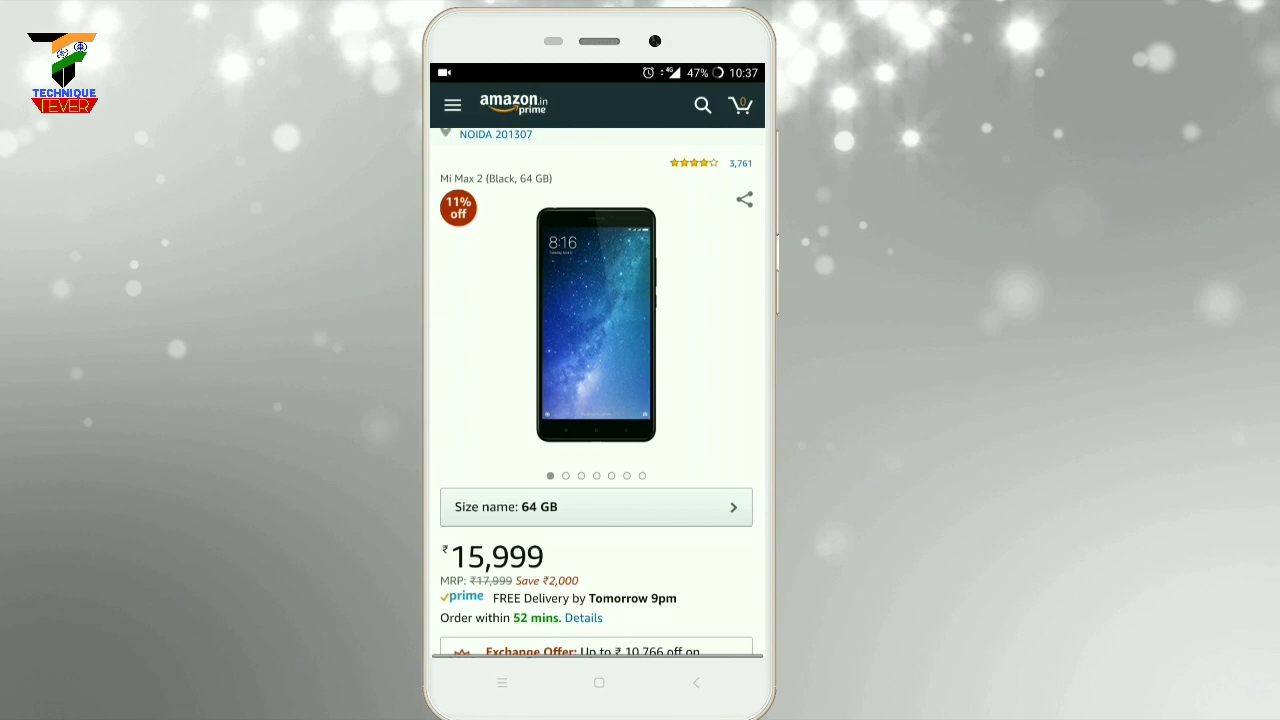 TECHNIQUE
LEVER
47% 10:37
amazon.in
prime
0
NOIDA 201307
3,761
Mi Max 2 (Black, 64 GB)
11%
off
8:16
Size name: 64 GB
₹15,999
MRP: ₹17,999 Save ₹2,000
prime FREE Delivery by Tomorrow 9pm
Order within 52 mins. Details
Exchange Offer: Up to ₹ 10,766 off on